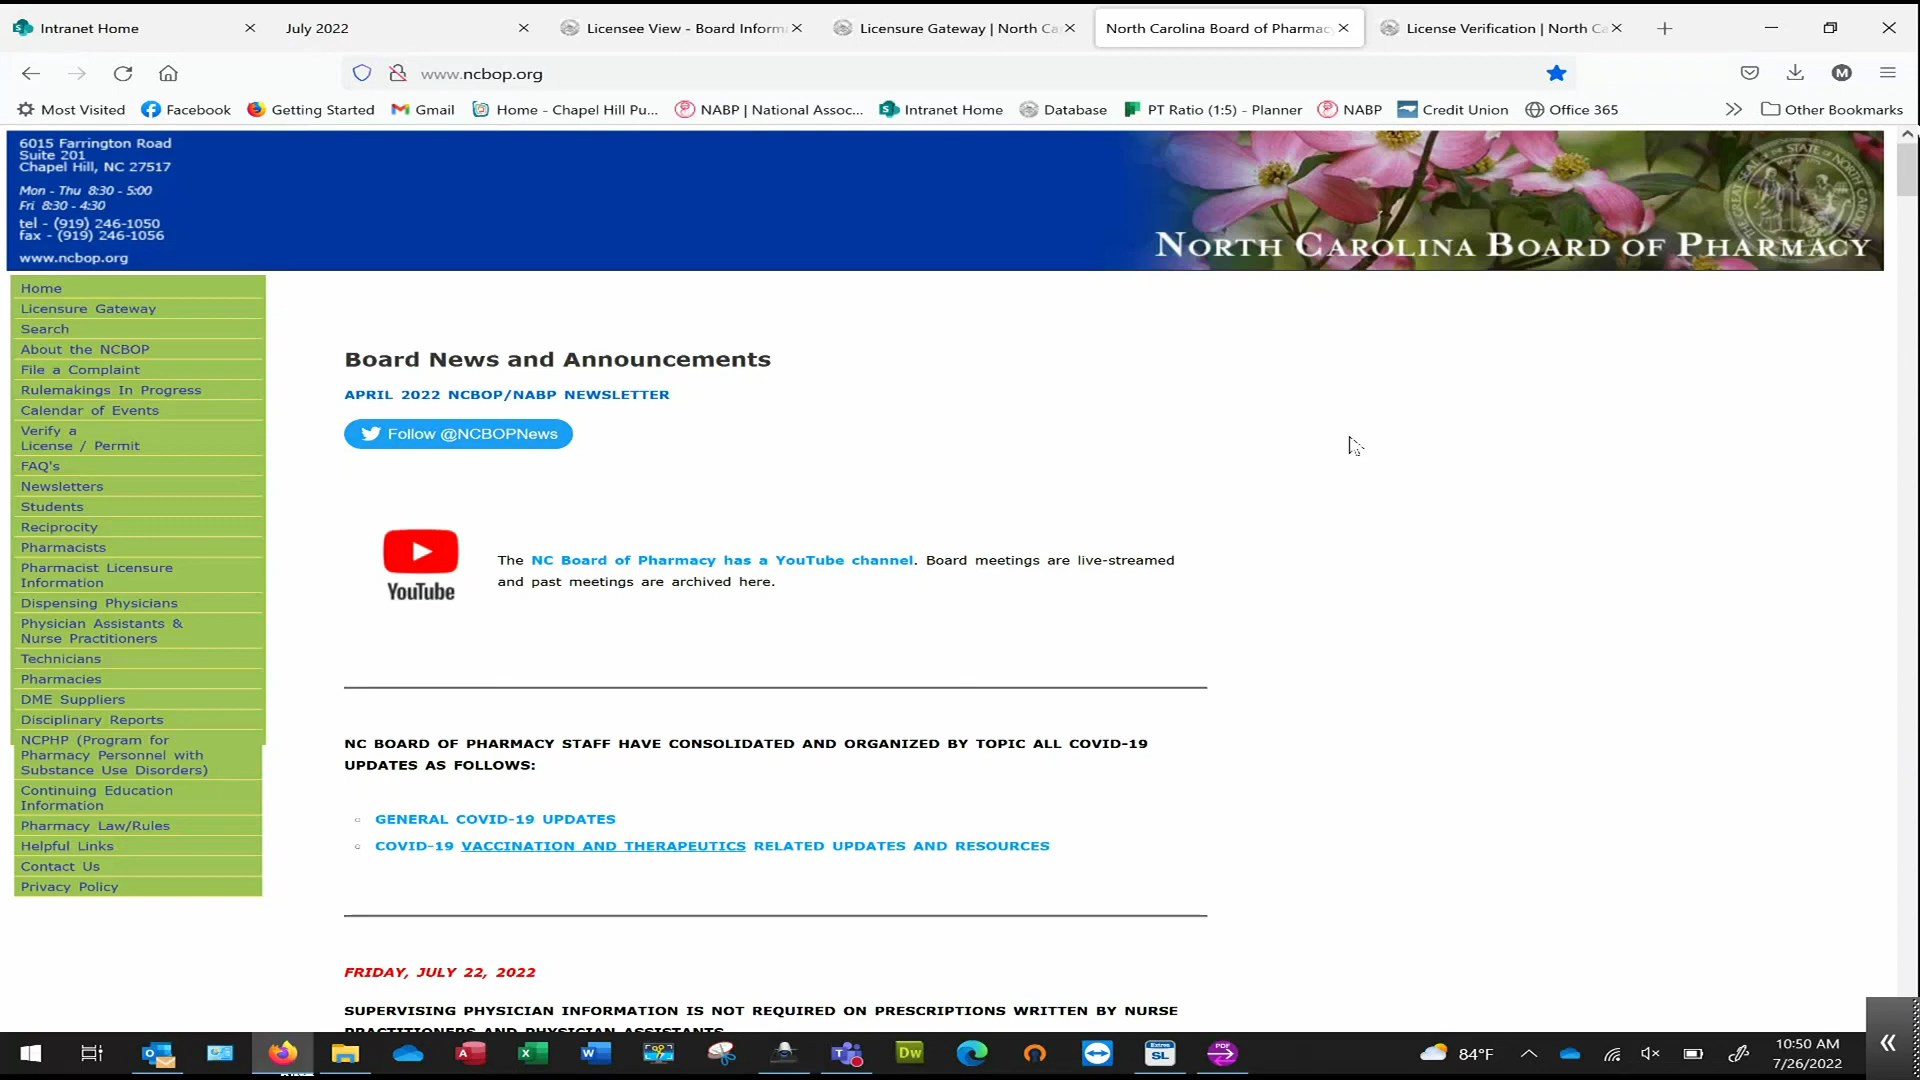 Intranet Home
July 2022
Licensee View - Board Inform
Licensure Gateway | North Ca
North Carolina Board of Pharmac
License Verification | North C
www.ncbop.org
M
Most Visited
Facebook
Getting Started
Gmail
Home - Chapel Hill Pu...
NABP | National Assoc...
Intranet Home
Database
PT Ratio (1:5) - Planner
NABP
Credit Union
Office 365
Other Bookmarks
6015 Farrington Road
Suite 201
Chapel Hill, NC 27517
Mon - Thu 8:30 - 5:00
Fri 8:30 - 4:30
tel - (919) 246-1050
fax - (919) 246-1056
www.ncbop.org
NORTH CAROLINA BOARD OF PHARMACY
Home
Licensure Gateway
Search
About the NCBOP
File a Complaint
Rulemakings In Progress
Calendar of Events
Verify a
License / Permit
FAQ's
Newsletters
Students
Reciprocity
Pharmacists
Pharmacist Licensure
Information
Dispensing Physicians
Physician Assistants &
Nurse Practitioners
Technicians
Pharmacies
DME Suppliers
Disciplinary Reports
NCPHP (Program for
Pharmacy Personnel with
Substance Use Disorders)
Continuing Education
Information
Pharmacy Law/Rules
Helpful Links
Contact Us
Privacy Policy
Board News and Announcements
APRIL 2022 NCBOP/NABP NEWSLETTER
Follow @NCBOPNews
YouTube
The NC Board of Pharmacy has a YouTube channel. Board meetings are live-streamed
and past meetings are archived here.
NC BOARD OF PHARMACY STAFF HAVE CONSOLIDATED AND ORGANIZED BY TOPIC ALL COVID-19
UPDATES AS FOLLOWS:
GENERAL COVID-19 UPDATES
COVID-19 VACCINATION AND THERAPEUTICS RELATED UPDATES AND RESOURCES
FRIDAY, JULY 22, 2022
SUPERVISING PHYSICIAN INFORMATION IS NOT REQUIRED ON PRESCRIPTIONS WRITTEN BY NURSE
PRACTITIONERS AND PHYSICIAN ASSISTANTS
Dw
SL
PDF
84°F
10:50 AM
7/26/2022